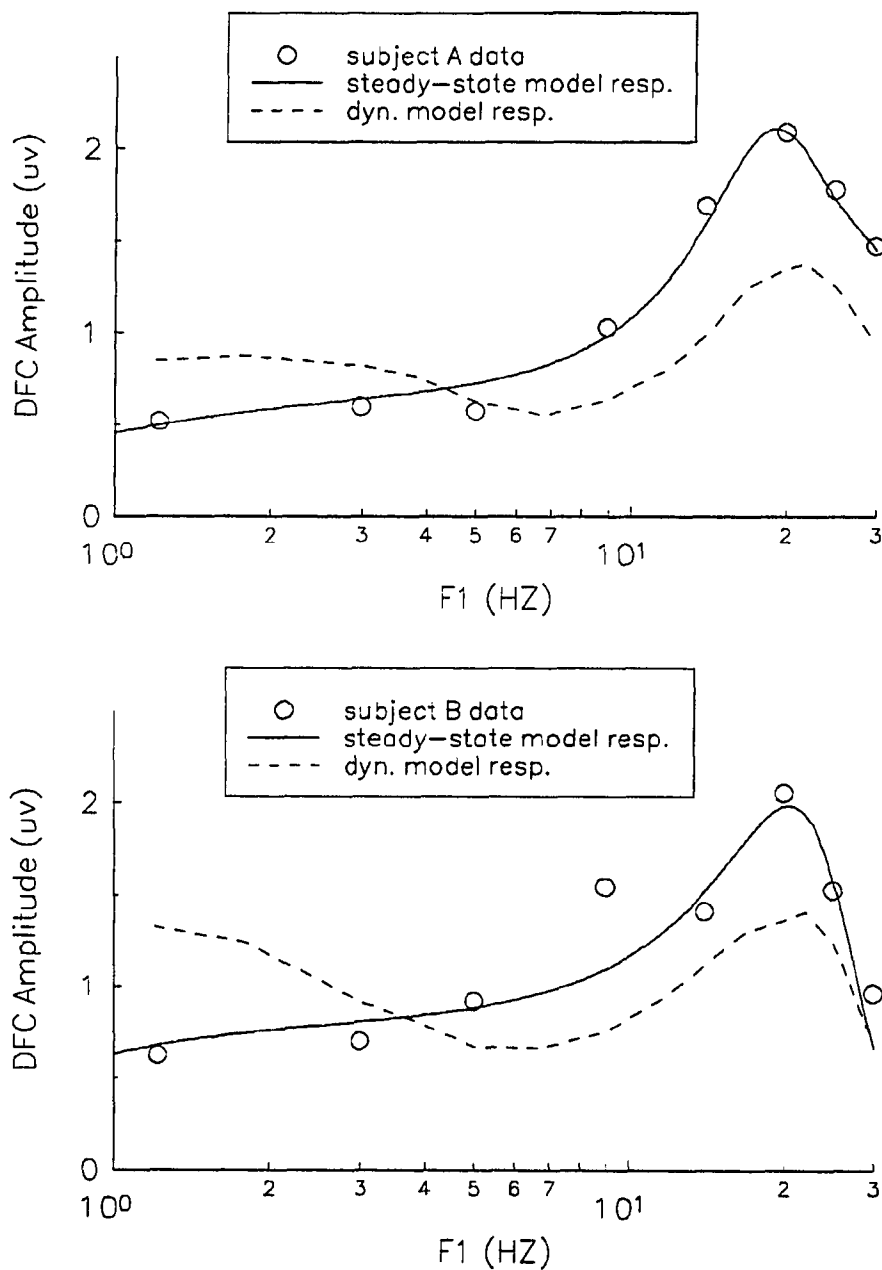 subject A data
steady-state model resp.
dyn. model resp.
DFC Amplitude (uv)
2
1
0
10⁰ 2 3 4 5 6 7 10¹ 2 3
F1 (HZ)
subject B data
steady-state model resp.
dyn. model resp.
DFC Amplitude (uv)
2
1
0
10⁰ 2 3 4 5 6 7 10¹ 2 3
F1 (HZ)